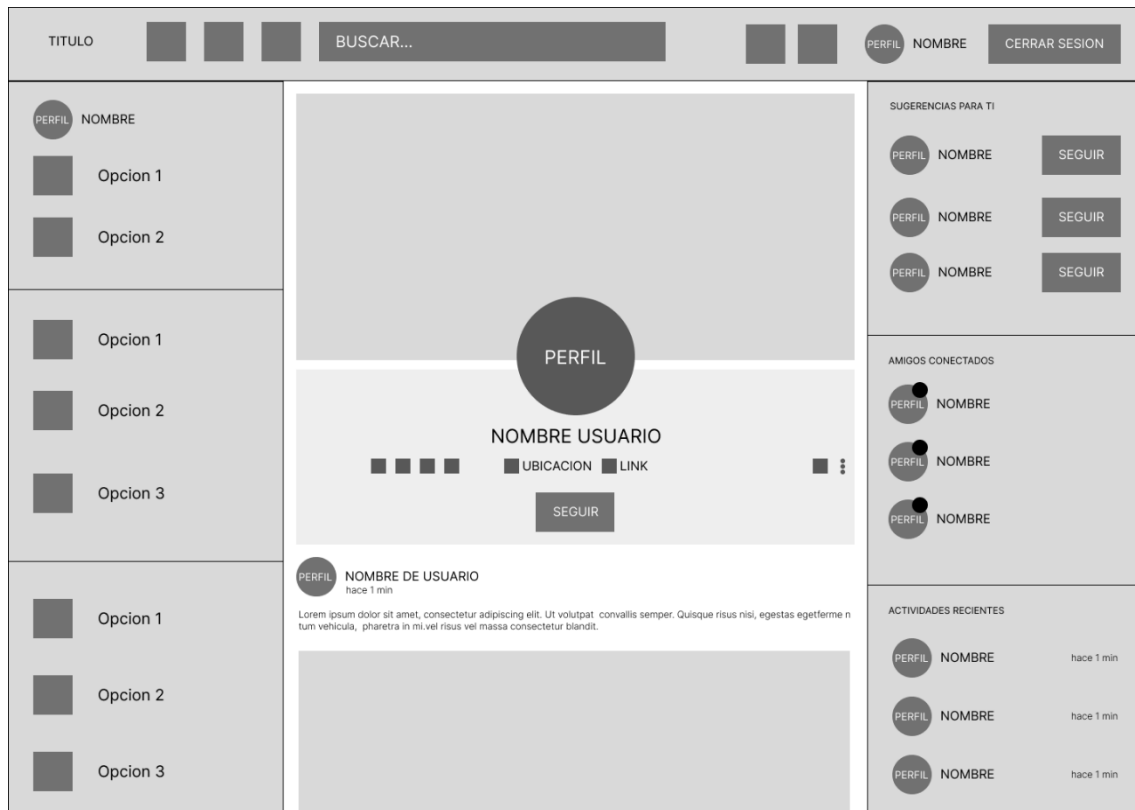 TITULO
BUSCAR...
PERFIL
NOMBRE
CERRAR SESION
PERFIL
NOMBRE
Opcion 1
Opcion 2
Opcion 1
Opcion 2
Opcion 3
Opcion 1
Opcion 2
Opcion 3
PERFIL
NOMBRE USUARIO
UBICACION
LINK
SEGUIR
PERFIL
NOMBRE DE USUARIO
hace 1 min
Lorem ipsum dolor sit amet, consectetur adipiscing elit. Ut volutpat convallis semper. Quisque risus nisi, egestas egetferme n
tum vehicula, pharetra in mi.vel risus vel massa consectetur blandit.
SUGERENCIAS PARA TI
PERFIL
NOMBRE
SEGUIR
PERFIL
NOMBRE
SEGUIR
PERFIL
NOMBRE
SEGUIR
AMIGOS CONECTADOS
PERFIL
NOMBRE
PERFIL
NOMBRE
PERFIL
NOMBRE
ACTIVIDADES RECIENTES
PERFIL
NOMBRE
hace 1 min
PERFIL
NOMBRE
hace 1 min
PERFIL
NOMBRE
hace 1 min